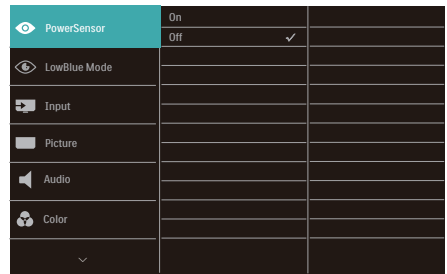 PowerSensor
On
Off
LowBlue Mode
Input
Picture
Audio
Color